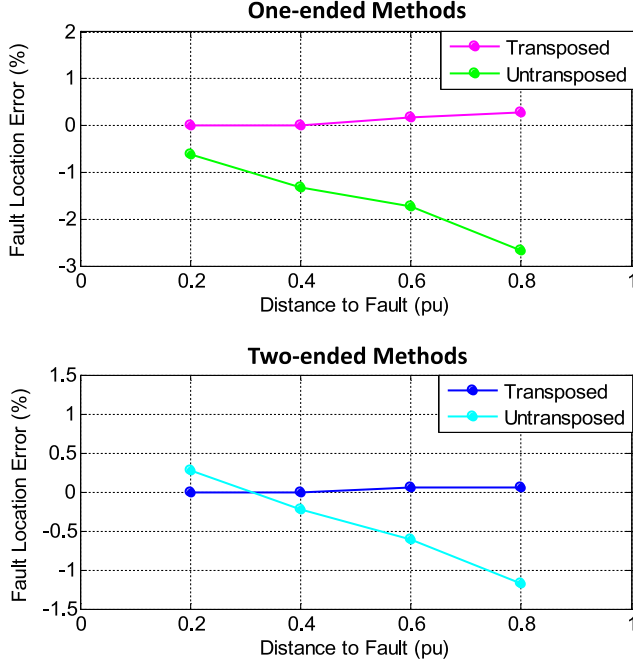 One-ended Methods
Fault Location Error (%)
2
1
0
-1
-2
-3
Transposed
Untransposed
0 0.2 0.4 0.6 0.8 1
Distance to Fault (pu)
Two-ended Methods
Fault Location Error (%)
1.5
1
0.5
0
-0.5
-1
-1.5
Transposed
Untransposed
0 0.2 0.4 0.6 0.8 1
Distance to Fault (pu)